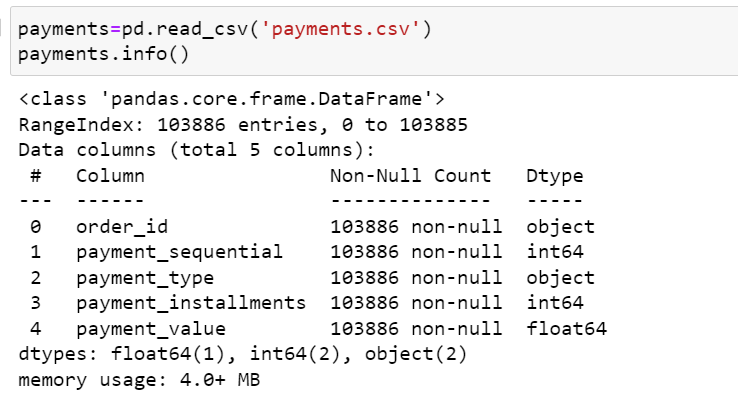 payments=pd.read_csv('payments.csv')
payments.info()
<class 'pandas.core.frame.DataFrame'>
RangeIndex: 103886 entries, 0 to 103885
Data columns (total 5 columns):
 #   Column                Non-Null Count   Dtype
---  ------                --------------   -----
 0   order_id              103886 non-null  object
 1   payment_sequential    103886 non-null  int64
 2   payment_type          103886 non-null  object
 3   payment_installments  103886 non-null  int64
 4   payment_value         103886 non-null  float64
dtypes: float64(1), int64(2), object(2)
memory usage: 4.0+ MB